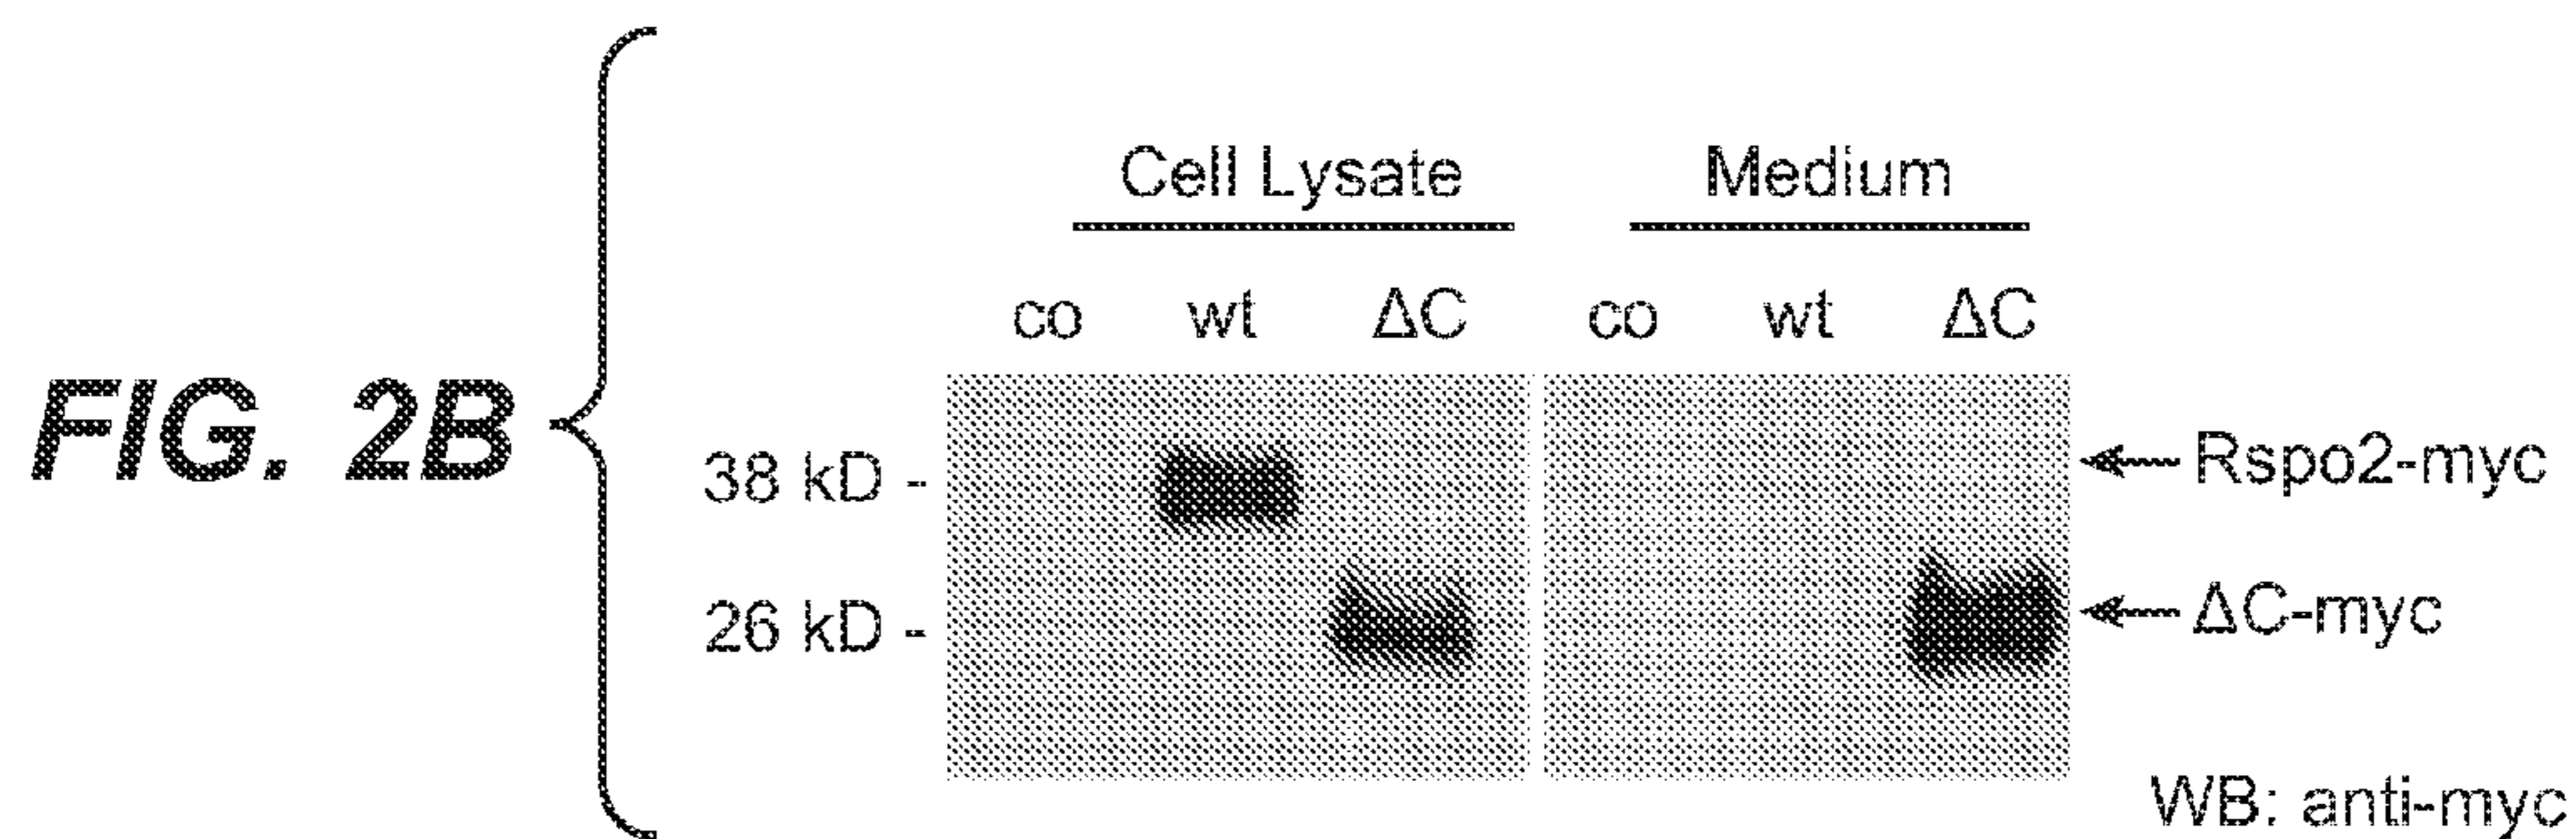 FIG. 2B
Cell Lysate Medium
co wt ΔC co wt ΔC
38 kD -
26 kD -
Rspo2-myc
ΔC-myc
WB: anti-myc